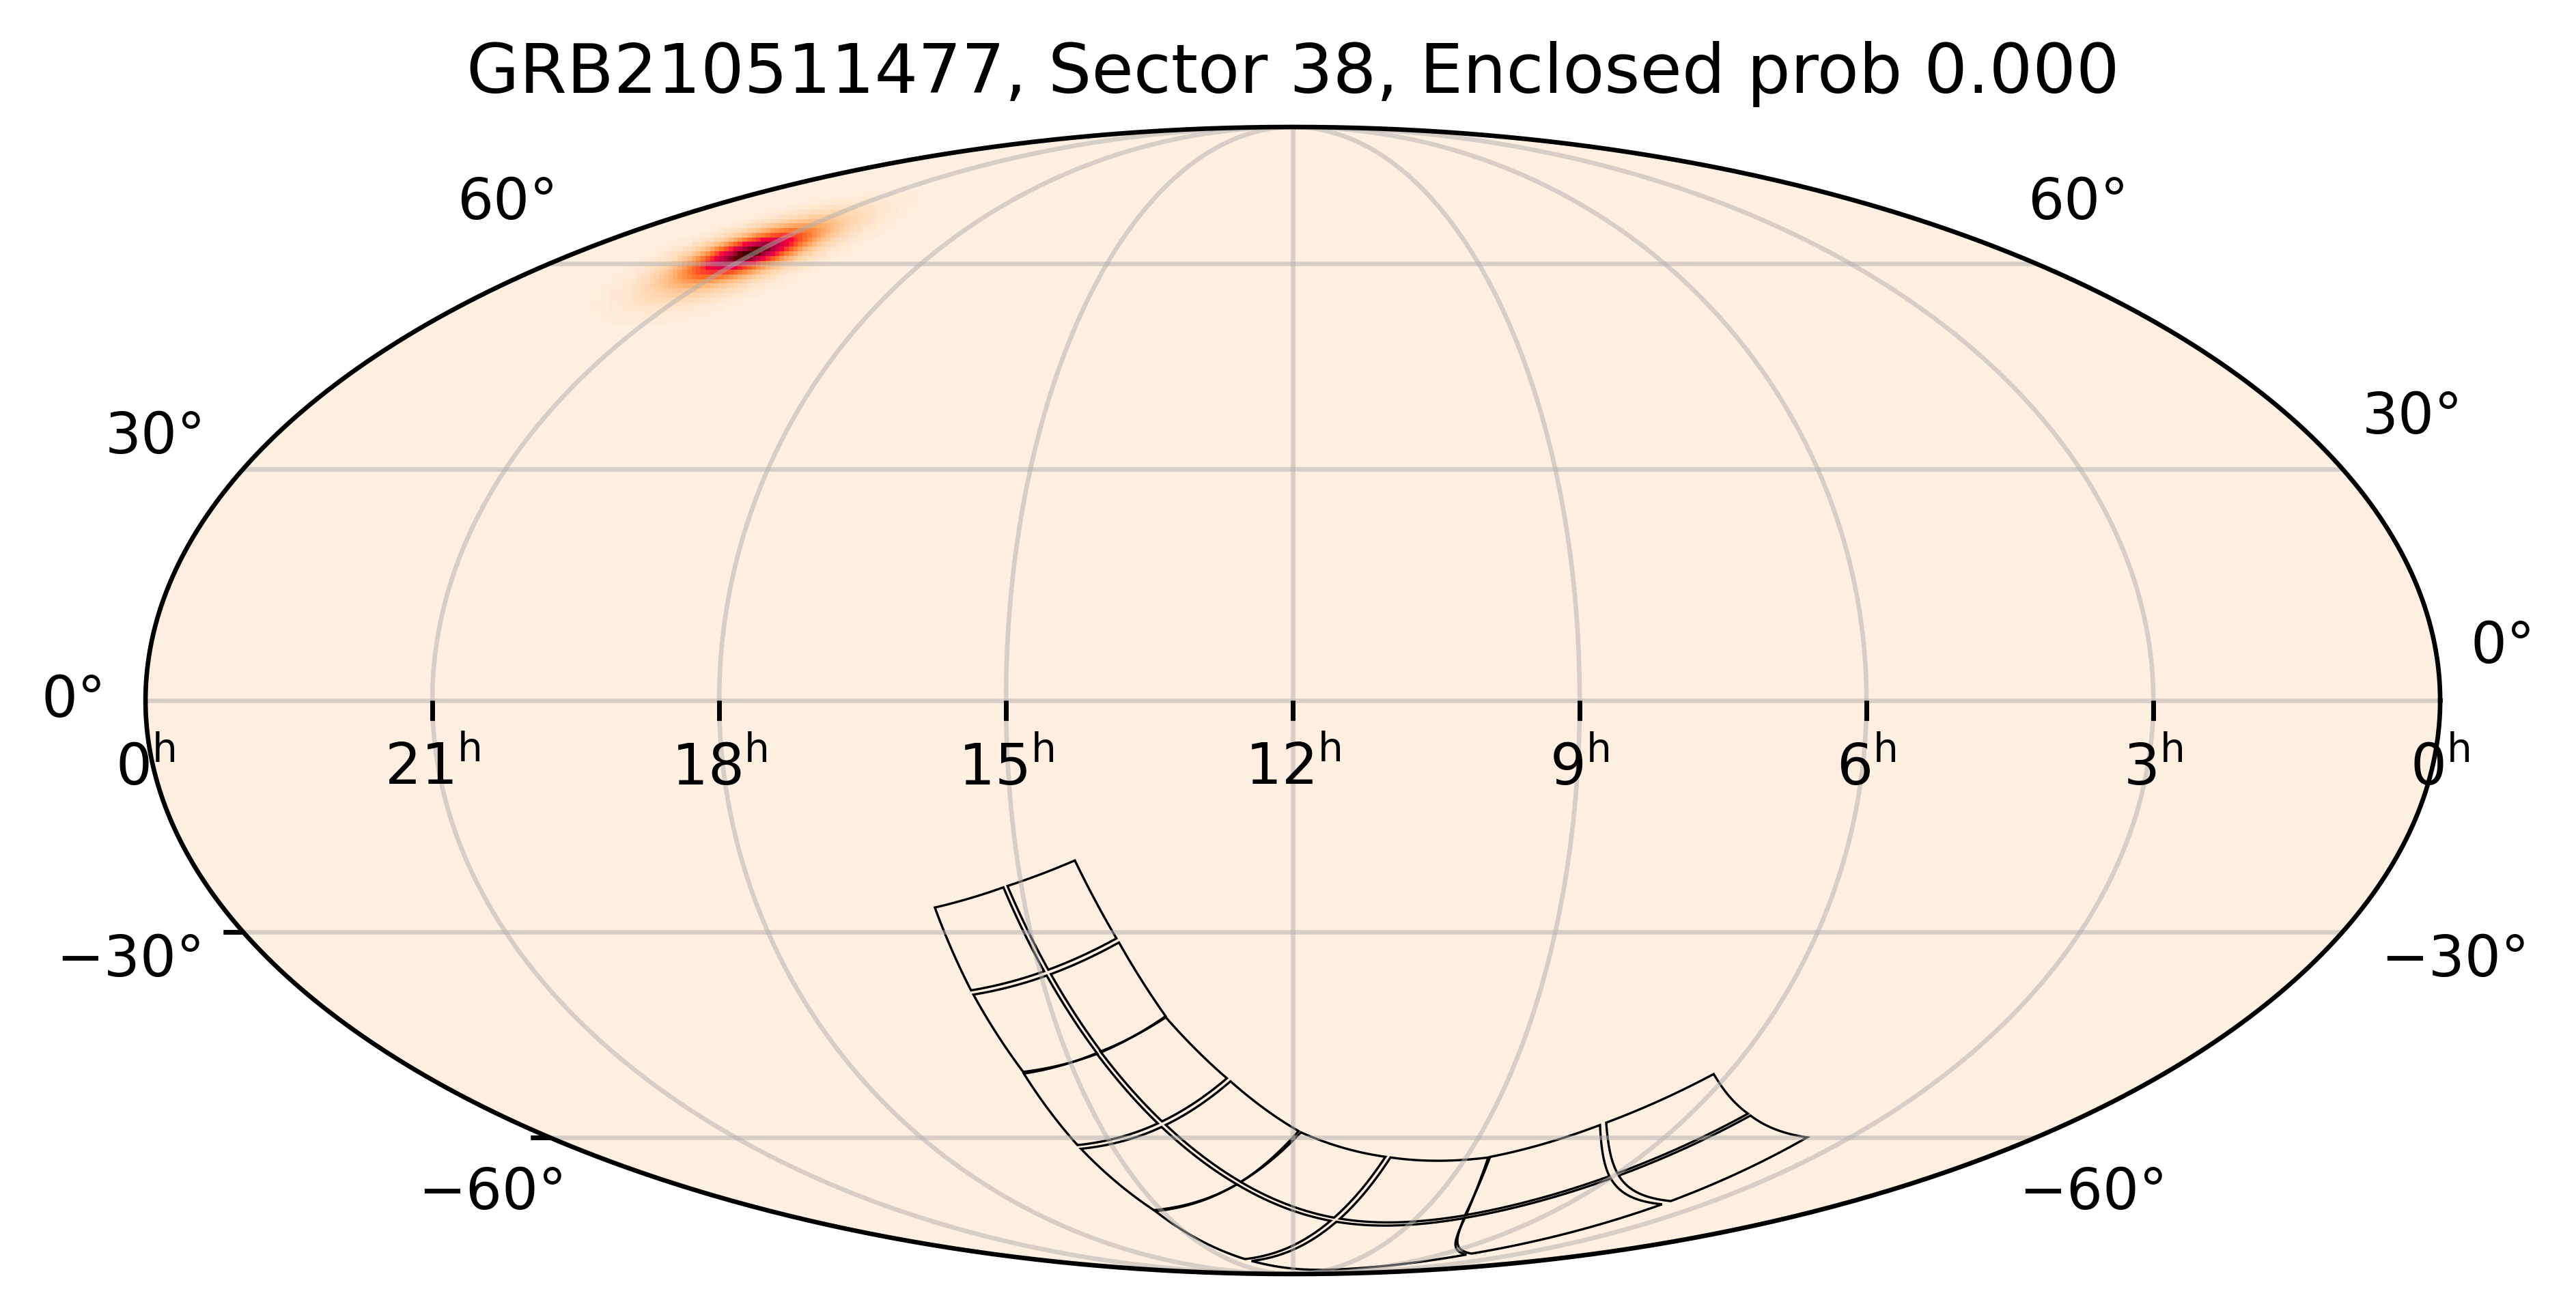 GRB210511477, Sector 38, Enclosed prob 0.000
60° 60°
30° 30°
0° 0°
0ʰ 21ʰ 18ʰ 15ʰ 12ʰ 9ʰ 6ʰ 3ʰ 0ʰ
−30° −30°
−60° −60°